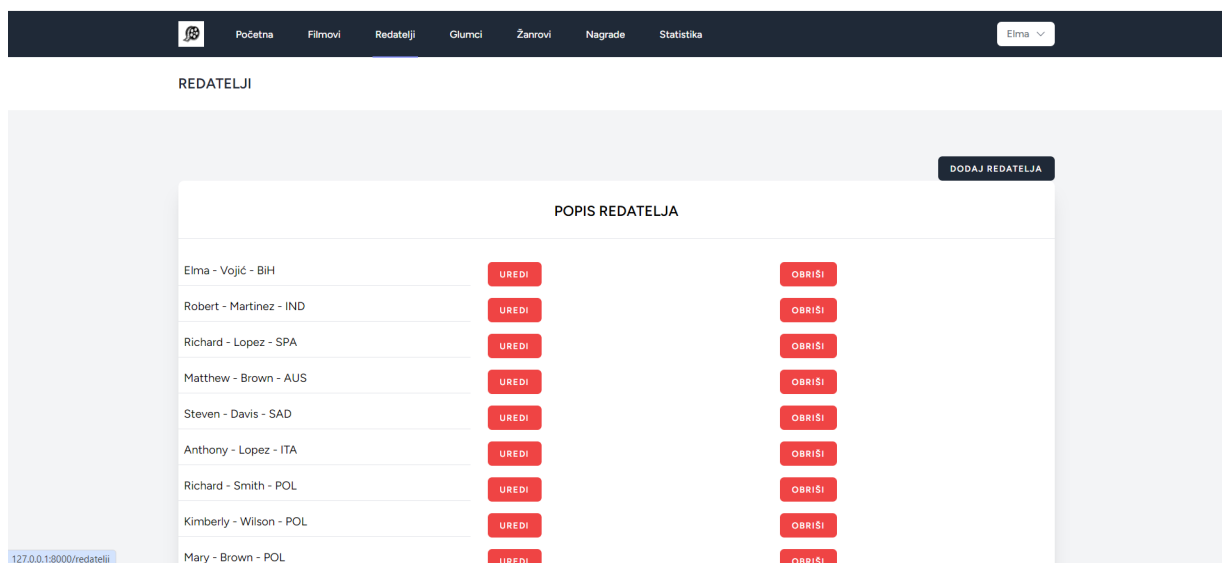 Početna Filmovi Redatelji Glumci Žanrovi Nagrade Statistika Elma
REDATELJI
DODAJ REDATELJA
POPIS REDATELJA
Elma - Vojić - BiH UREDI OBRIŠI
Robert - Martinez - IND UREDI OBRIŠI
Richard - Lopez - SPA UREDI OBRIŠI
Matthew - Brown - AUS UREDI OBRIŠI
Steven - Davis - SAD UREDI OBRIŠI
Anthony - Lopez - ITA UREDI OBRIŠI
Richard - Smith - POL UREDI OBRIŠI
Kimberly - Wilson - POL UREDI OBRIŠI
Mary - Brown - POL UREDI OBRIŠI
127.0.0.1:8000/redatelji